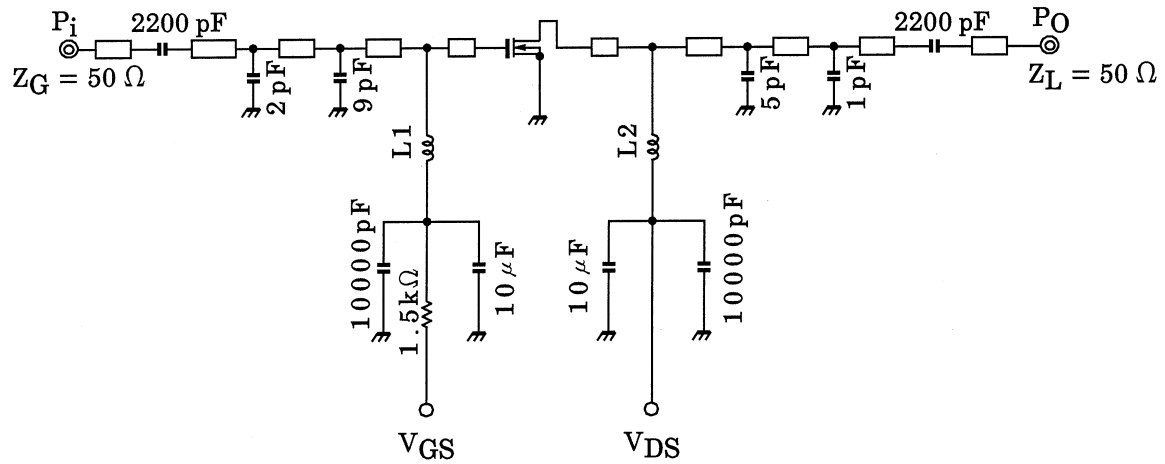 Pi
2200 pF
2200 pF
PO
ZG = 50 Ω
2 pF
9 pF
5 pF
1 pF
ZL = 50 Ω
L1
L2
10000pF
1.5kΩ
10 μF
10 μF
10000pF
VGS
VDS